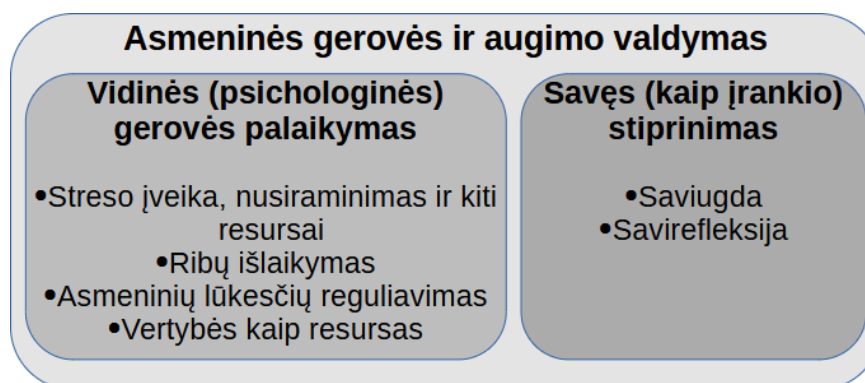 Asmeninės gerovės ir augimo valdymas
Vidinės (psichologinės)
gerovės palaikymas
•Streso įveika, nusiraminimas ir kiti
resursai
•Ribų išlaikymas
•Asmeninių lūkesčių reguliavimas
•Vertybės kaip resursas
Savęs (kaip įrankio)
stiprinimas
•Saviugda
•Savirefleksija